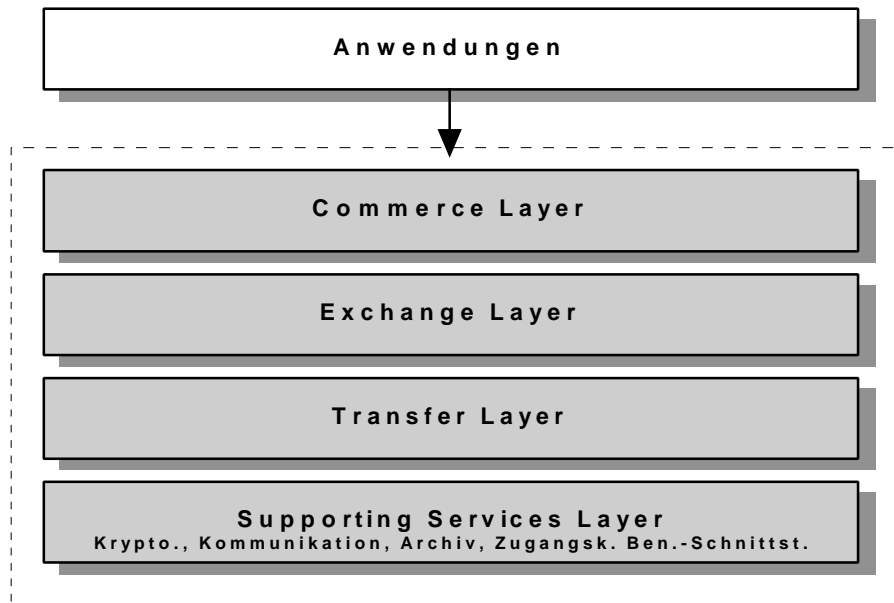 Anwendungen
Commerce Layer
Exchange Layer
Transfer Layer
Supporting Services Layer
Krypto., Kommunikation, Archiv, Zugangsk. Ben.-Schnittst.